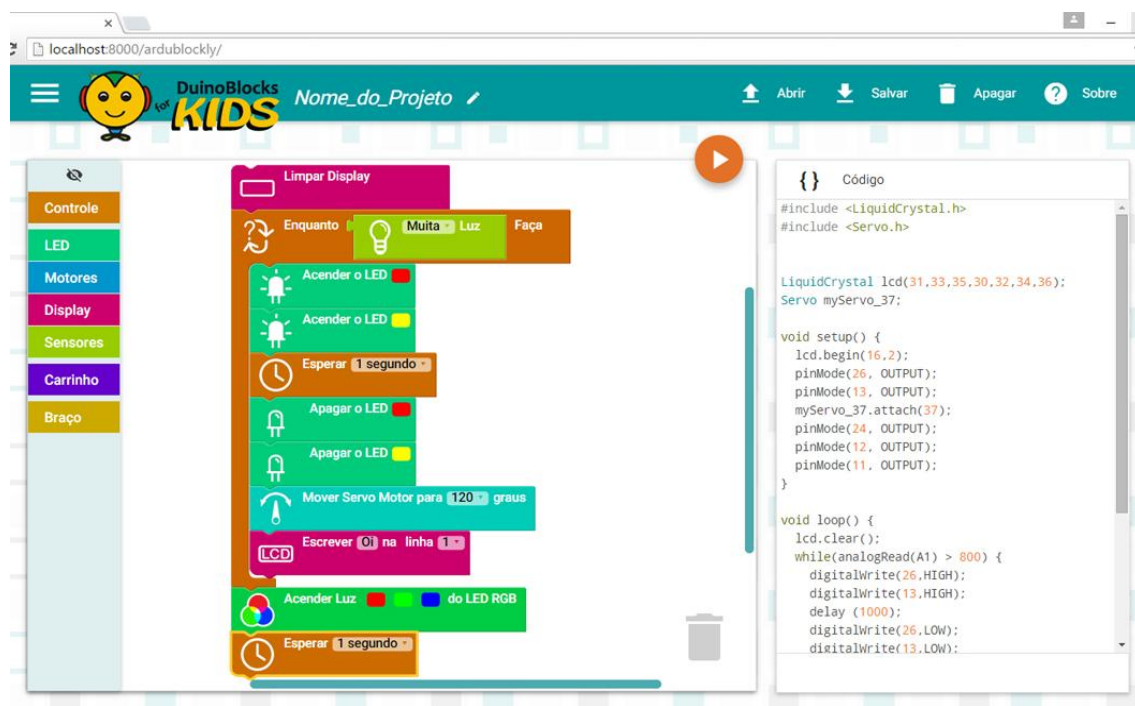 localhost:8000/ardublockly/
DuinoBlocks
for KIDS
Nome_do_Projeto
Abrir
Salvar
Apagar
Sobre
Controle
LED
Motores
Display
Sensores
Carrinho
Braço
Limpar Display
Enquanto Muita Luz Faça
Acender o LED
Acender o LED
Esperar 1 segundo
Apagar o LED
Apagar o LED
Mover Servo Motor para 120 graus
LCD Escrever Oi na linha 1
Acender Luz do LED RGB
Esperar 1 segundo
{} Código
#include <LiquidCrystal.h>
#include <Servo.h>
LiquidCrystal lcd(31,33,35,30,32,34,36);
Servo myServo_37;
void setup() {
lcd.begin(16,2);
pinMode(26, OUTPUT);
pinMode(13, OUTPUT);
myServo_37.attach(37);
pinMode(24, OUTPUT);
pinMode(12, OUTPUT);
pinMode(11, OUTPUT);
}
void loop() {
lcd.clear();
while(analogRead(A1) > 800) {
digitalWrite(26,HIGH);
digitalWrite(13,HIGH);
delay (1000);
digitalWrite(26,LOW);
digitalWrite(13,LOW);